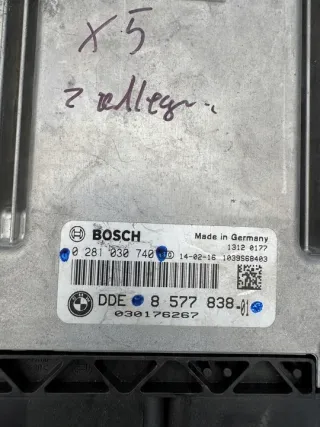 X5
BOSCH
Made in Germany
1312 0177
0 281 030 740
14-02-16 1039S68403
DDE 8 577 838-01
030176267